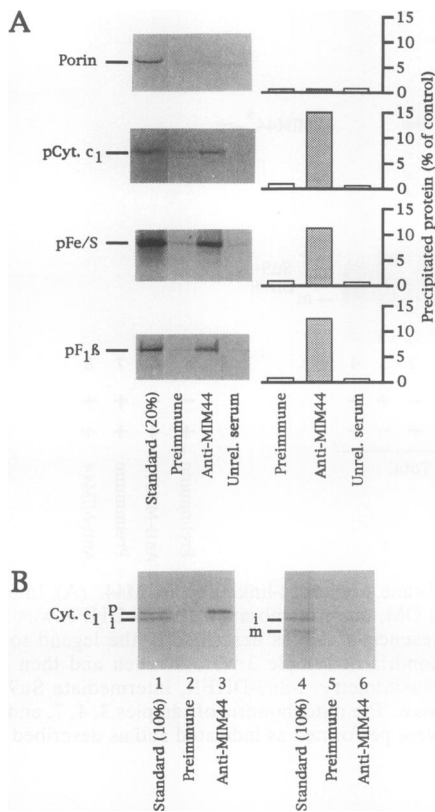 A
Porin
pCyt. c1
pFe/S
pF1ß
15
10
5
0
15
10
5
0
15
10
5
0
15
10
5
0
Precipitated protein (% of control)
Standard (20%)
Preimmune
Anti-MIM44
Unrel. serum
Preimmune
Anti-MIM44
Unrel. serum
B
Cyt. c1
p
i
i
m
1
2
3
4
5
6
Standard (10%)
Preimmune
Anti-MIM44
Standard (10%)
Preimmune
Anti-MIM44